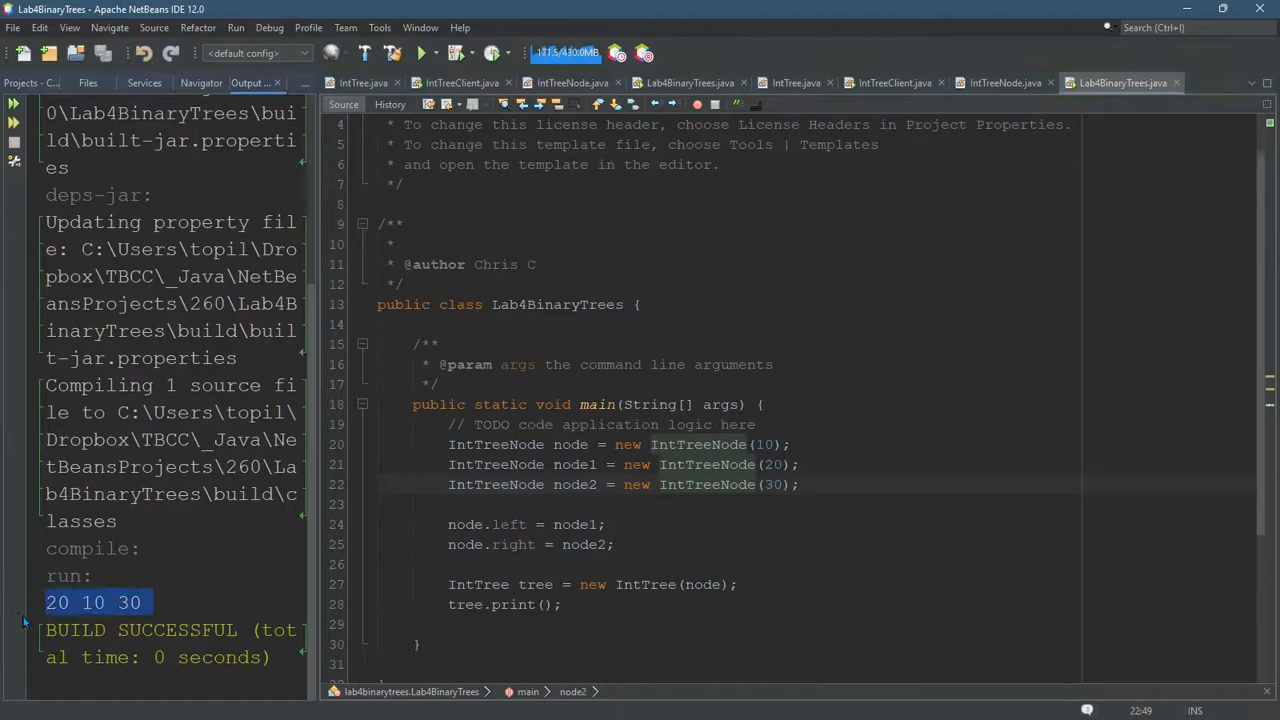 Lab4BinaryTrees - Apache NetBeans IDE 12.0
File Edit View Navigate Source Refactor Run Debug Profile Team Tools Window Help
Search (Ctrl+I)
<default config>
171.5/430.0MB
Projects - C... Files Services Navigator Output...
IntTree.java IntTreeClient.java IntTreeNode.java Lab4BinaryTrees.java IntTree.java IntTreeClient.java IntTreeNode.java Lab4BinaryTrees.java
Source History
0\Lab4BinaryTrees\bui
ld\built-jar.properti
es
deps-jar:
Updating property fil
e: C:\Users\topil\Dro
pbox\TBCC\_Java\NetBe
ansProjects\260\Lab4B
inaryTrees\build\buil
t-jar.properties
Compiling 1 source fi
le to C:\Users\topil\
Dropbox\TBCC\_Java\Ne
tBeansProjects\260\La
b4BinaryTrees\build\c
lasses
compile:
run:
20 10 30
BUILD SUCCESSFUL (tot
al time: 0 seconds)
4 * To change this license header, choose License Headers in Project Properties.
5 * To change this template file, choose Tools | Templates
6 * and open the template in the editor.
7 */
8
9 /**
10 *
11 * @author Chris C
12 */
13 public class Lab4BinaryTrees {
14
15 /**
16 * @param args the command line arguments
17 */
18 public static void main(String[] args) {
19 // TODO code application logic here
20 IntTreeNode node = new IntTreeNode(10);
21 IntTreeNode node1 = new IntTreeNode(20);
22 IntTreeNode node2 = new IntTreeNode(30);
23
24 node.left = node1;
25 node.right = node2;
26
27 IntTree tree = new IntTree(node);
28 tree.print();
29
30 }
31
lab4binarytrees.Lab4BinaryTrees main node2
22:49 INS